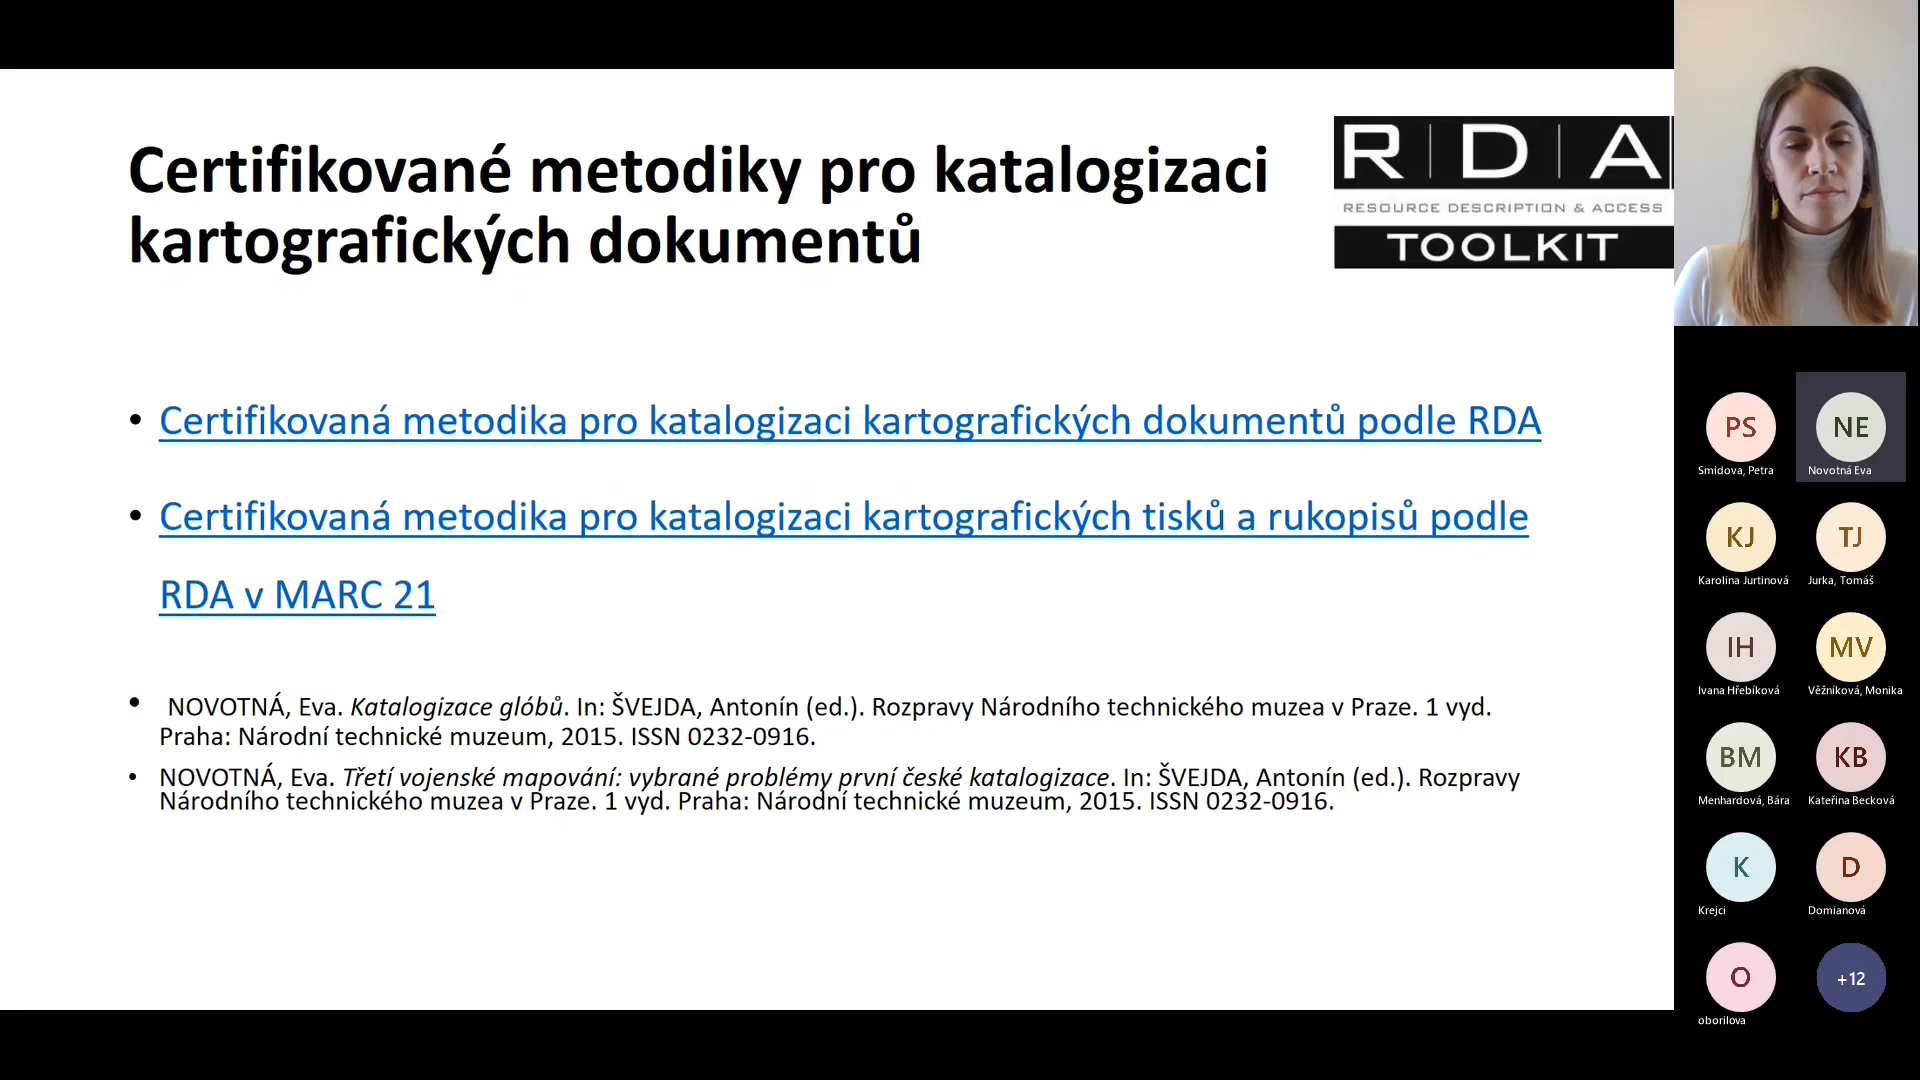 Certifikované metodiky pro katalogizaci
kartografických dokumentů
R D A
RESOURCE DESCRIPTION & ACCESS
TOOLKIT
• Certifikovaná metodika pro katalogizaci kartografických dokumentů podle RDA
• Certifikovaná metodika pro katalogizaci kartografických tisků a rukopisů podle
RDA v MARC 21
• NOVOTNÁ, Eva. Katalogizace glóbů. In: ŠVEJDA, Antonín (ed.). Rozpravy Národního technického muzea v Praze. 1 vyd.
Praha: Národní technické muzeum, 2015. ISSN 0232-0916.
• NOVOTNÁ, Eva. Třetí vojenské mapování: vybrané problémy první české katalogizace. In: ŠVEJDA, Antonín (ed.). Rozpravy
Národního technického muzea v Praze. 1 vyd. Praha: Národní technické muzeum, 2015. ISSN 0232-0916.
PS
Smidova, Petra
NE
Novotná Eva
KJ
Karolina Jurtinová
TJ
Jurka, Tomáš
IH
Ivana Hřebíková
MV
Věžníková, Monika
BM
Menhardová, Bára
KB
Kateřina Becková
K
Krejci
D
Domianová
O
oborilova
+12